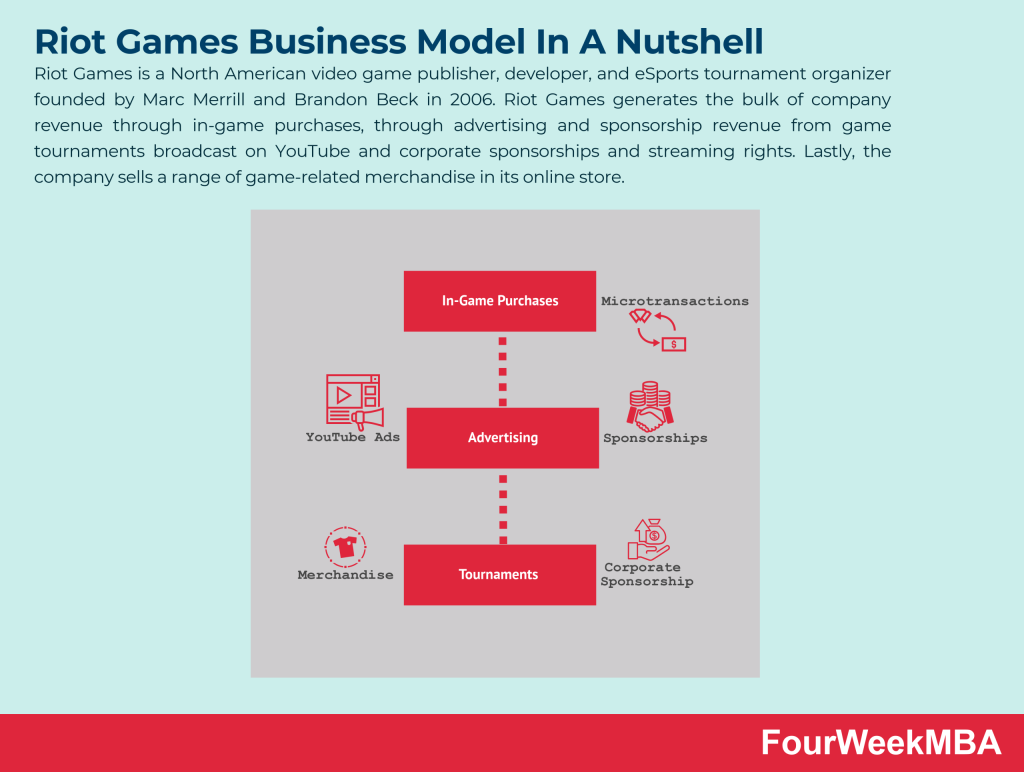 Riot Games Business Model In A Nutshell
Riot Games is a North American video game publisher, developer, and eSports tournament organizer
founded by Marc Merrill and Brandon Beck in 2006. Riot Games generates the bulk of company
revenue through in-game purchases, through advertising and sponsorship revenue from game
tournaments broadcast on YouTube and corporate sponsorships and streaming rights. Lastly, the
company sells a range of game-related merchandise in its online store.
In-Game Purchases
Microtransactions
$
YouTube Ads
Advertising
Sponsorships
Merchandise
Tournaments
$
Corporate
Sponsorship
FourWeekMBA